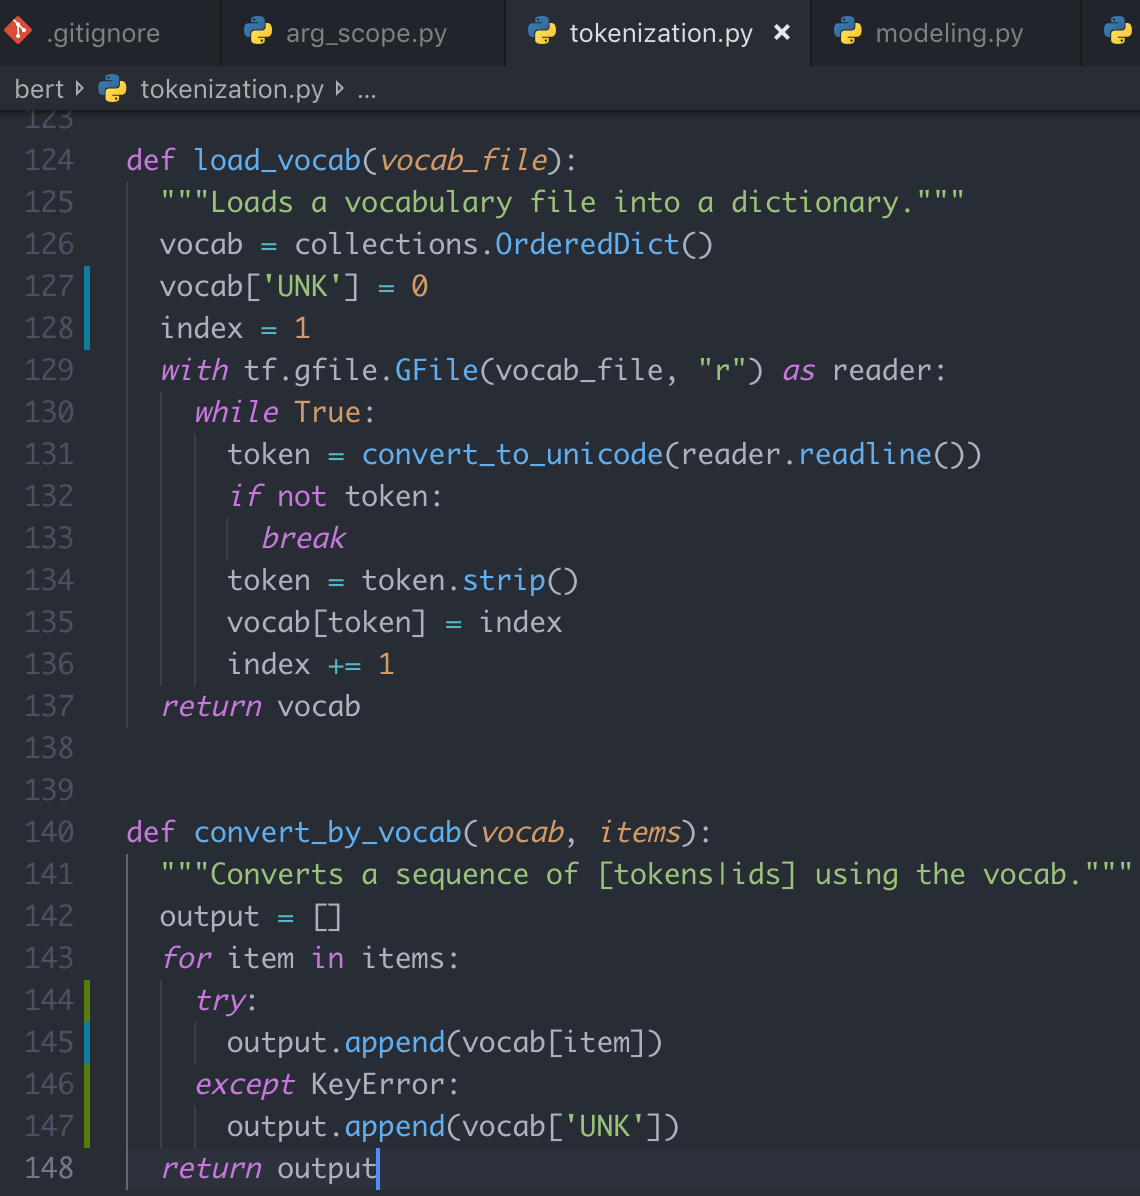 .gitignore arg_scope.py tokenization.py × modeling.py
bert tokenization.py ...
123
124 def load_vocab(vocab_file):
125   """Loads a vocabulary file into a dictionary."""
126   vocab = collections.OrderedDict()
127   vocab['UNK'] = 0
128   index = 1
129   with tf.gfile.GFile(vocab_file, "r") as reader:
130     while True:
131       token = convert_to_unicode(reader.readline())
132       if not token:
133         break
134       token = token.strip()
135       vocab[token] = index
136       index += 1
137   return vocab
138
139
140 def convert_by_vocab(vocab, items):
141   """Converts a sequence of [tokens|ids] using the vocab."""
142   output = []
143   for item in items:
144     try:
145       output.append(vocab[item])
146     except KeyError:
147       output.append(vocab['UNK'])
148   return output